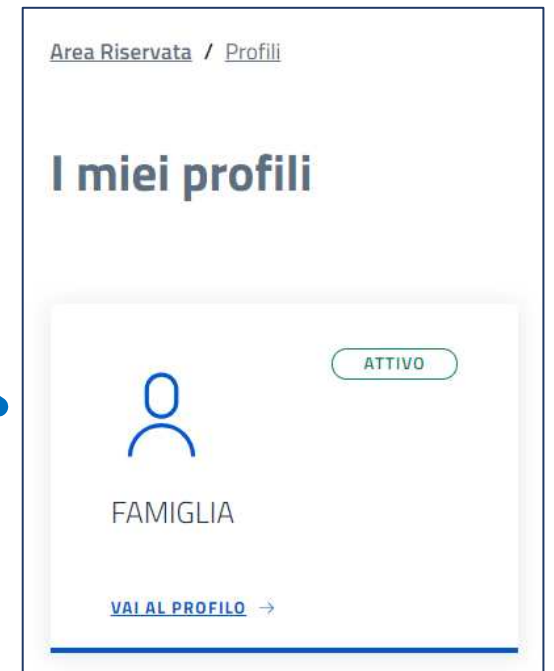 Area Riservata / Profili
I miei profili
ATTIVO
FAMIGLIA
VAI AL PROFILO →